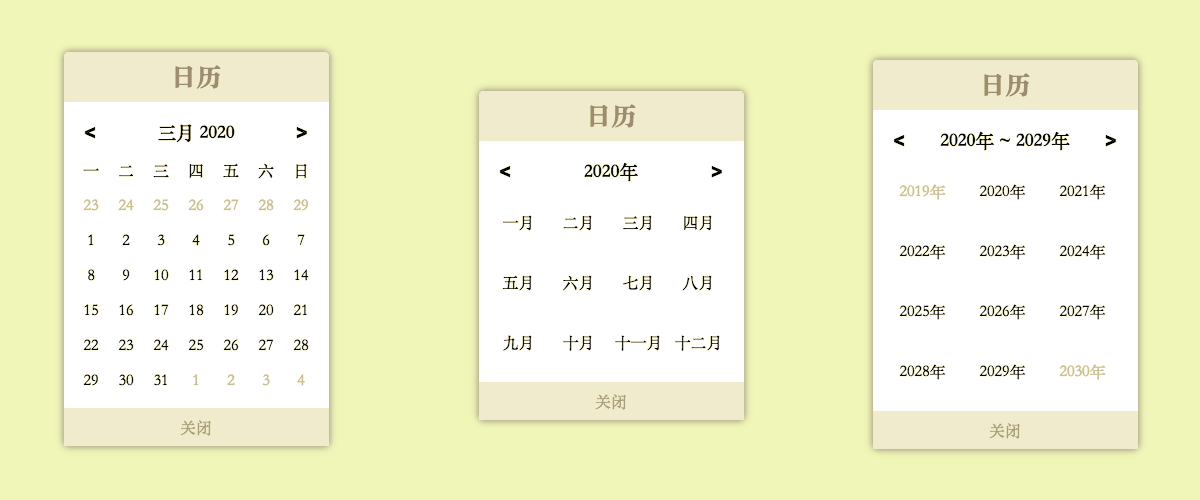 日历
< 三月 2020 >
一 二 三 四 五 六 日
23 24 25 26 27 28 29
1 2 3 4 5 6 7
8 9 10 11 12 13 14
15 16 17 18 19 20 21
22 23 24 25 26 27 28
29 30 31 1 2 3 4
关闭
日历
< 2020年 >
一月 二月 三月 四月
五月 六月 七月 八月
九月 十月 十一月 十二月
关闭
日历
< 2020年 ~ 2029年 >
2019年 2020年 2021年
2022年 2023年 2024年
2025年 2026年 2027年
2028年 2029年 2030年
关闭